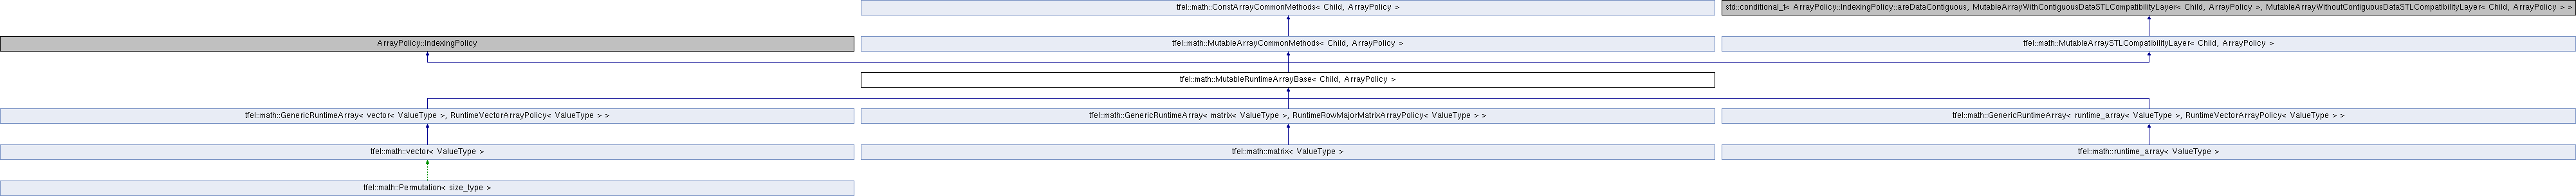 tfel::math::ConstArrayCommonMethods< Child, ArrayPolicy >
std::conditional_t< ArrayPolicy::IndexingPolicy::areDataContiguous, MutableArrayWithContiguousDataSTLCompatibilityLayer< Child, ArrayPolicy >, MutableArrayWithoutContiguousDataSTLCompatibilityLayer< Child, ArrayPolicy > >
ArrayPolicy::IndexingPolicy
tfel::math::MutableArrayCommonMethods< Child, ArrayPolicy >
tfel::math::MutableArraySTLCompatibilityLayer< Child, ArrayPolicy >
tfel::math::MutableRuntimeArrayBase< Child, ArrayPolicy >
tfel::math::GenericRuntimeArray< vector< ValueType >, RuntimeVectorArrayPolicy< ValueType > >
tfel::math::GenericRuntimeArray< matrix< ValueType >, RuntimeRowMajorMatrixArrayPolicy< ValueType > >
tfel::math::GenericRuntimeArray< runtime_array< ValueType >, RuntimeVectorArrayPolicy< ValueType > >
tfel::math::vector< ValueType >
tfel::math::matrix< ValueType >
tfel::math::runtime_array< ValueType >
tfel::math::Permutation< size_type >